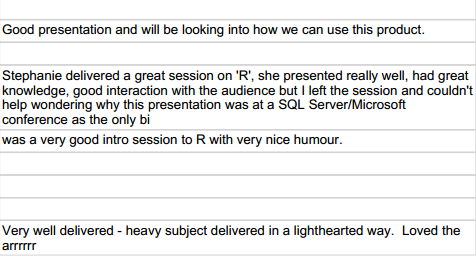 Good presentation and will be looking into how we can use this product.
Stephanie delivered a great session on 'R', she presented really well, had great
knowledge, good interaction with the audience but I left the session and couldn't
help wondering why this presentation was at a SQL Server/Microsoft
conference as the only bi
was a very good intro session to R with very nice humour.
Very well delivered - heavy subject delivered in a lighthearted way.  Loved the
arrrrrr